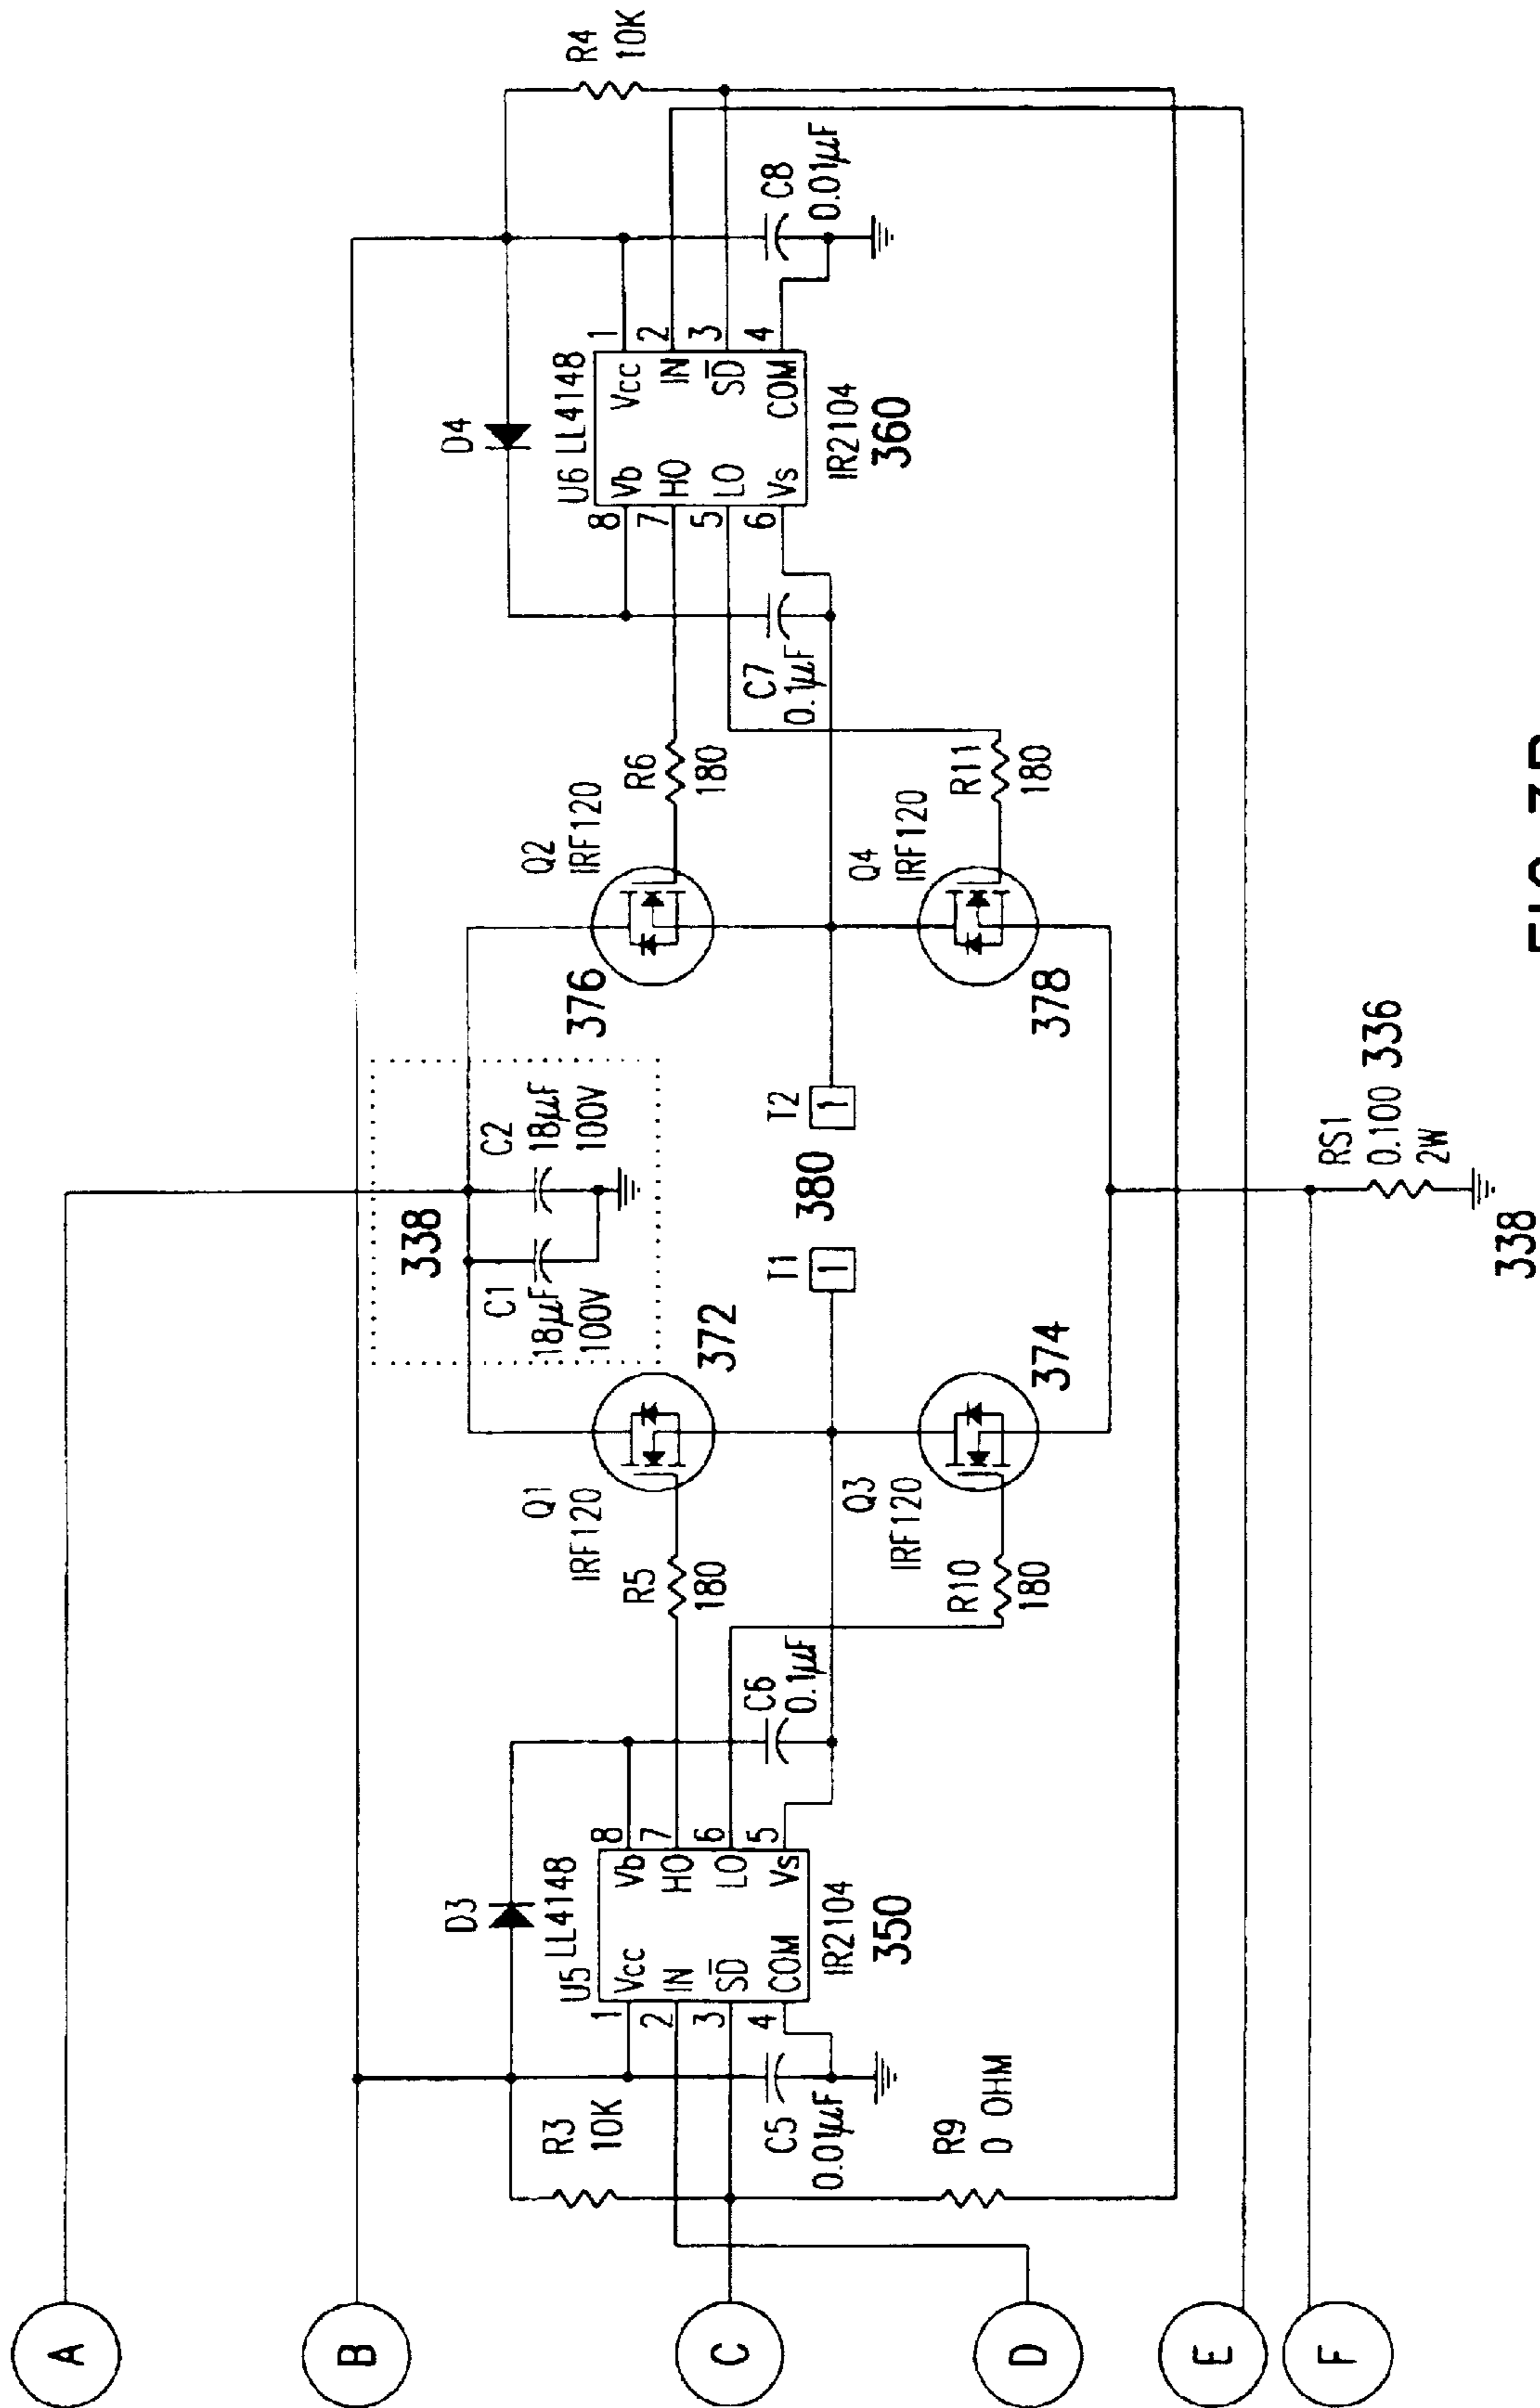 A
B
C
D
E
F
R3
10K
C5
0.01µF
R9
0 OHM
D3
LL4148
U5
1
2
3
4
Vcc
IN
SD
COM
Vb
HO
LO
Vs
8
7
6
5
IR2104
350
C6
0.1µF
R5
180
R10
180
Q1
IRF120
Q3
IRF120
372
374
338
C1
18µF
100V
C2
18µF
100V
T1
1
380
T2
1
376
378
Q2
IRF120
Q4
IRF120
R6
180
R11
180
C7
0.1µF
D4
LL4148
U6
8
7
5
6
Vb
HO
LO
Vs
Vcc
IN
SD
COM
1
2
3
4
IR2104
360
C8
0.01µF
R4
10K
RS1
0.100
2W
336
338